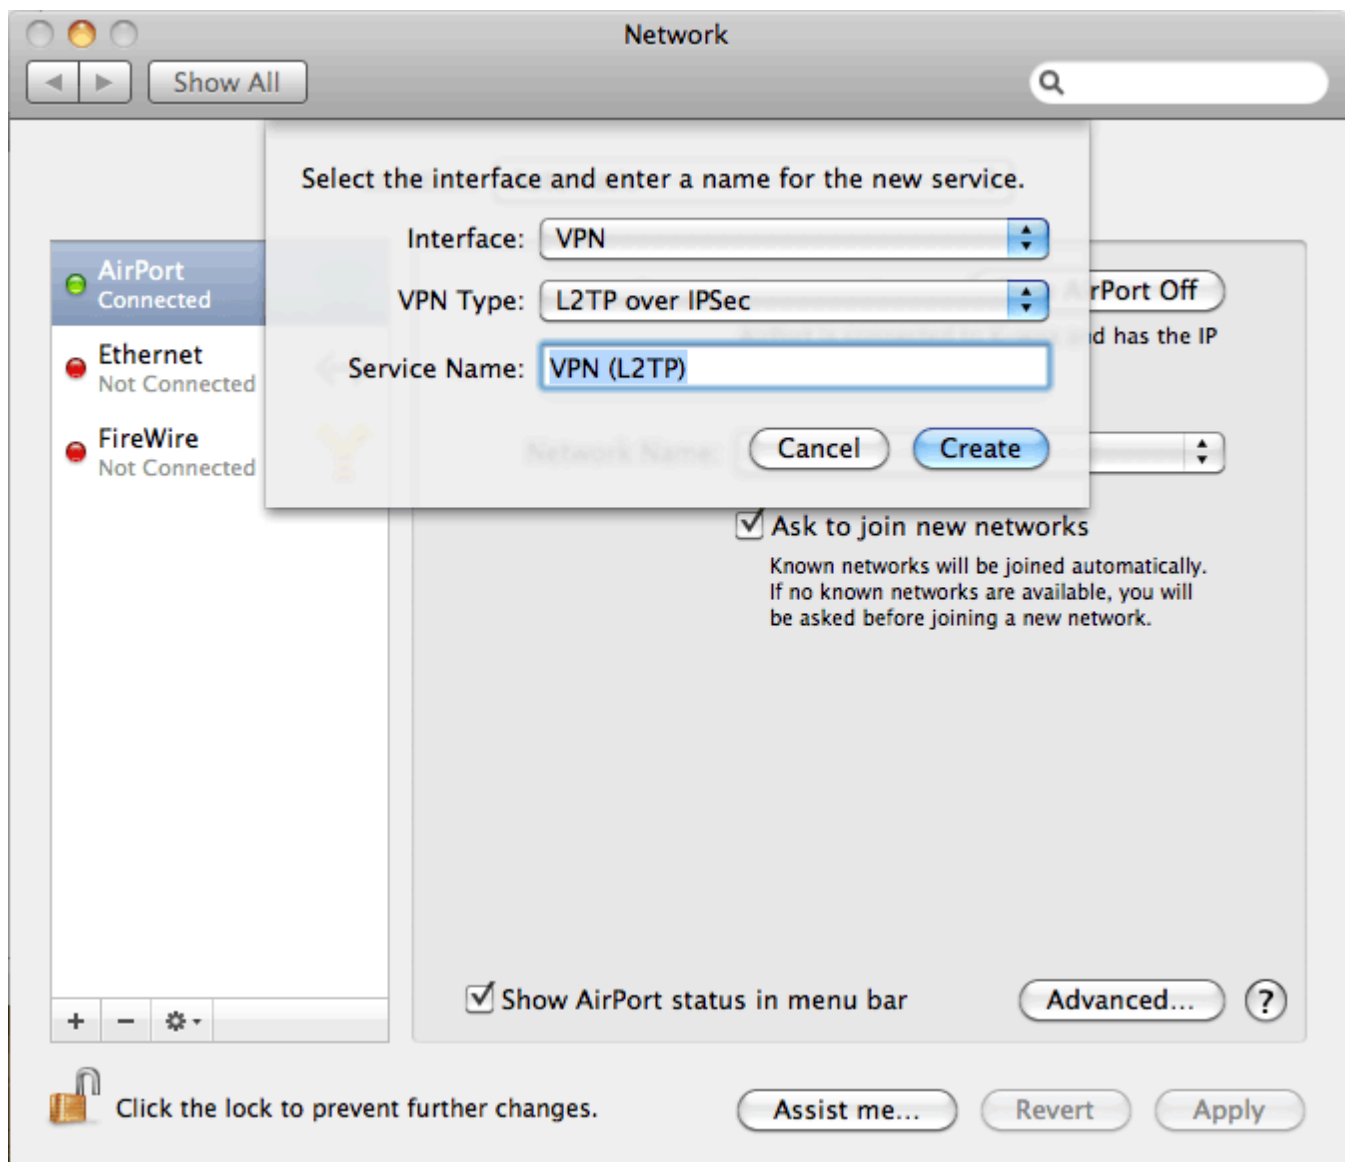 Network
Show All
Select the interface and enter a name for the new service.
Interface: VPN
VPN Type: L2TP over IPSec
Service Name: VPN (L2TP)
Cancel Create
AirPort
Connected
Ethernet
Not Connected
FireWire
Not Connected
rPort Off
and has the IP
Network Name:
Ask to join new networks
Known networks will be joined automatically.
If no known networks are available, you will
be asked before joining a new network.
Show AirPort status in menu bar
Advanced... ?
Click the lock to prevent further changes.
Assist me... Revert Apply